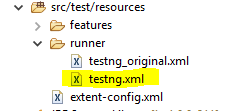 src/test/resources
features
runner
testng_original.xml
testng.xml
extent-config.xml